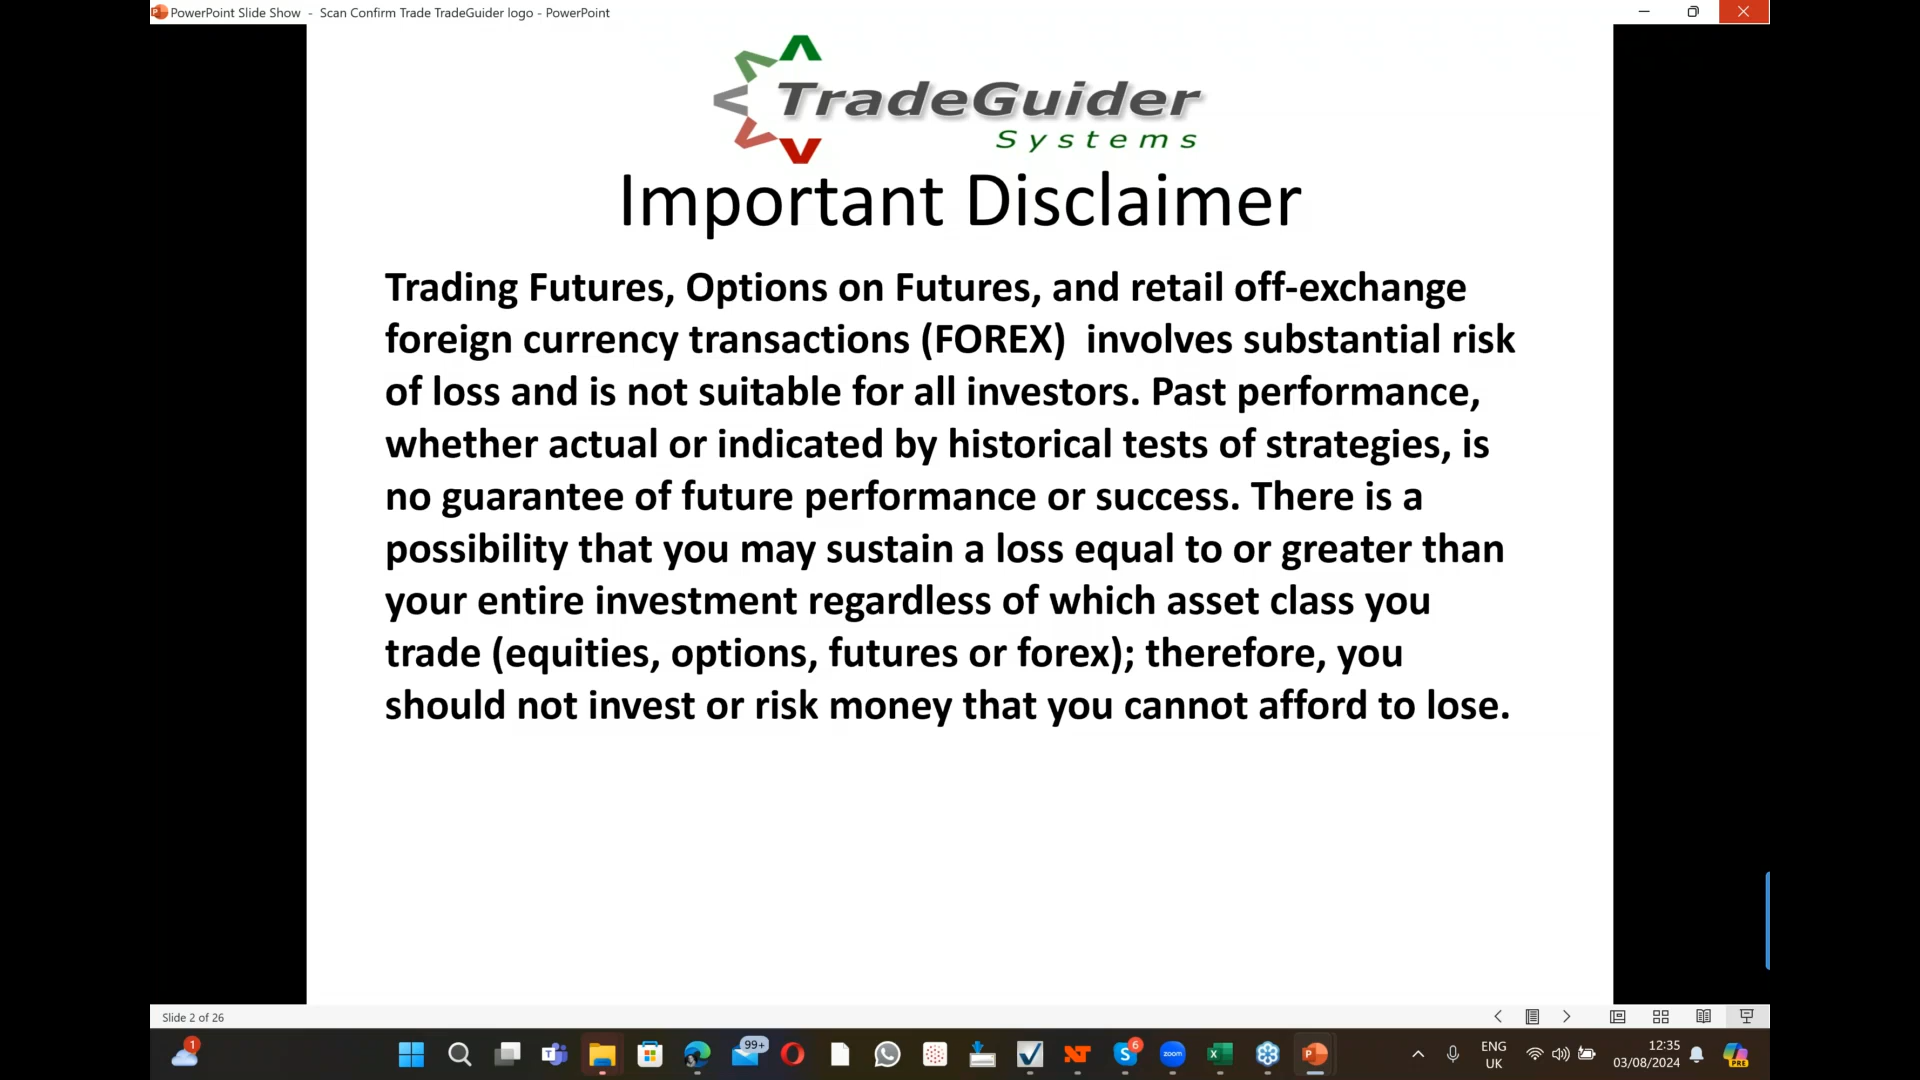 PowerPoint Slide Show - Scan Confirm Trade TradeGuider logo - PowerPoint
TradeGuider
Systems
Important Disclaimer
Trading Futures, Options on Futures, and retail off-exchange
foreign currency transactions (FOREX)  involves substantial risk
of loss and is not suitable for all investors. Past performance,
whether actual or indicated by historical tests of strategies, is
no guarantee of future performance or success. There is a
possibility that you may sustain a loss equal to or greater than
your entire investment regardless of which asset class you
trade (equities, options, futures or forex); therefore, you
should not invest or risk money that you cannot afford to lose.
Slide 2 of 26
1
99+
6
zoom
ENG
UK
12:35
03/08/2024
PRE